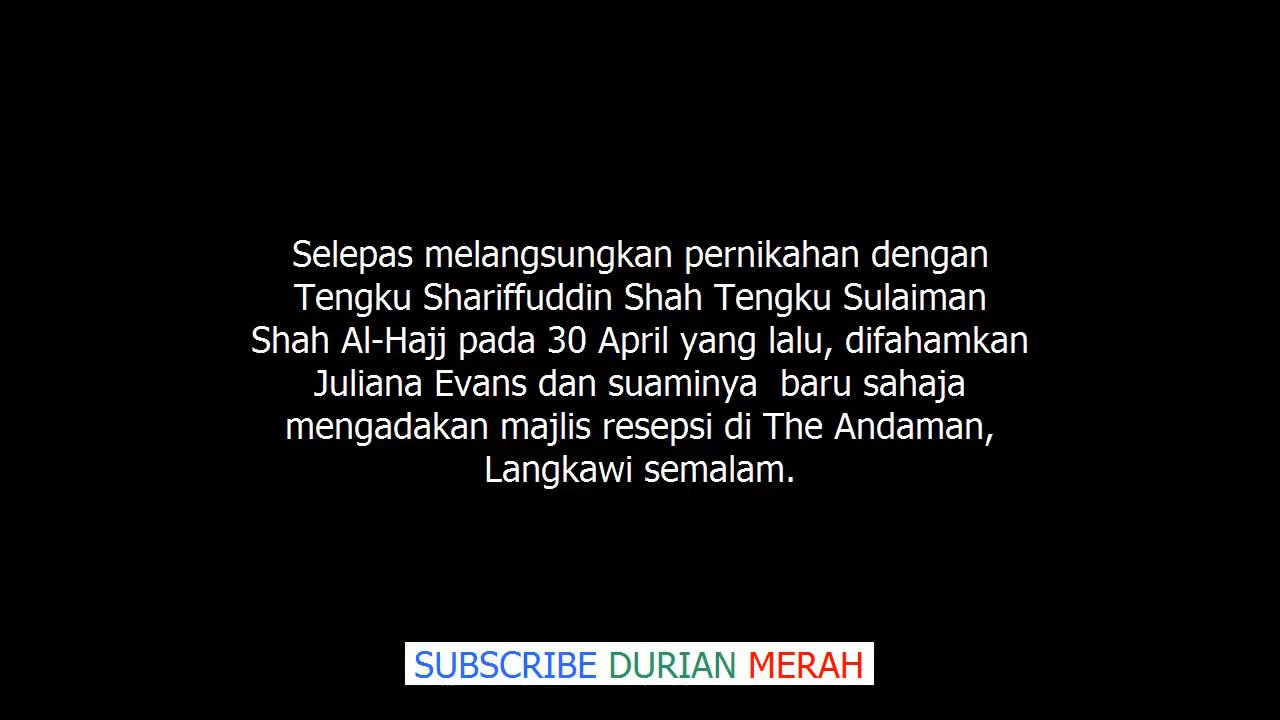 Selepas melangsungkan pernikahan dengan
Tengku Shariffuddin Shah Tengku Sulaiman
Shah Al-Hajj pada 30 April yang lalu, difahamkan
Juliana Evans dan suaminya  baru sahaja
mengadakan majlis resepsi di The Andaman,
Langkawi semalam.
SUBSCRIBE DURIAN MERAH